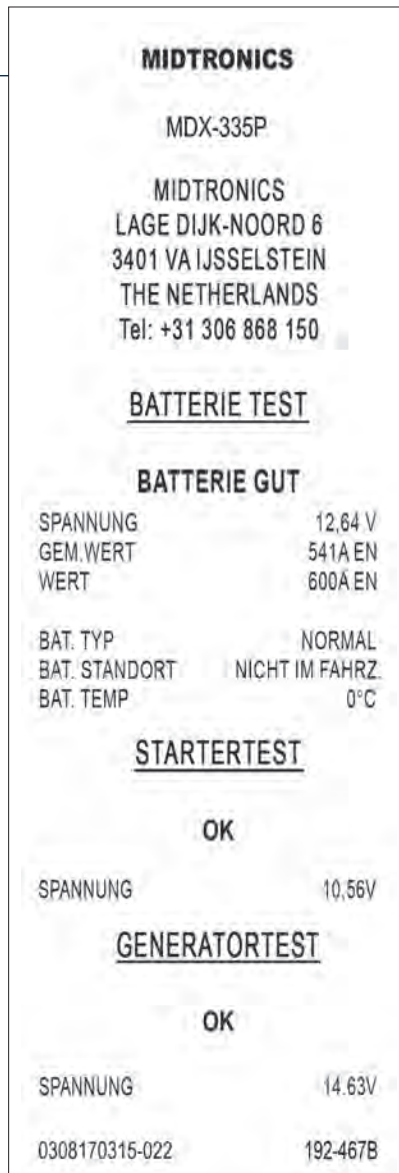 MIDTRONICS
MDX-335P
MIDTRONICS
LAGE DIJK-NOORD 6
3401 VA IJSSELSTEIN
THE NETHERLANDS
Tel: +31 306 868 150
BATTERIE TEST
BATTERIE GUT
SPANNUNG 12,64 V
GEM.WERT 541A EN
WERT 600A EN
BAT. TYP NORMAL
BAT. STANDORT NICHT IM FAHRZ.
BAT. TEMP 0°C
STARTERTEST
OK
SPANNUNG 10,56V
GENERATORTEST
OK
SPANNUNG 14.63V
0308170315-022 192-467B